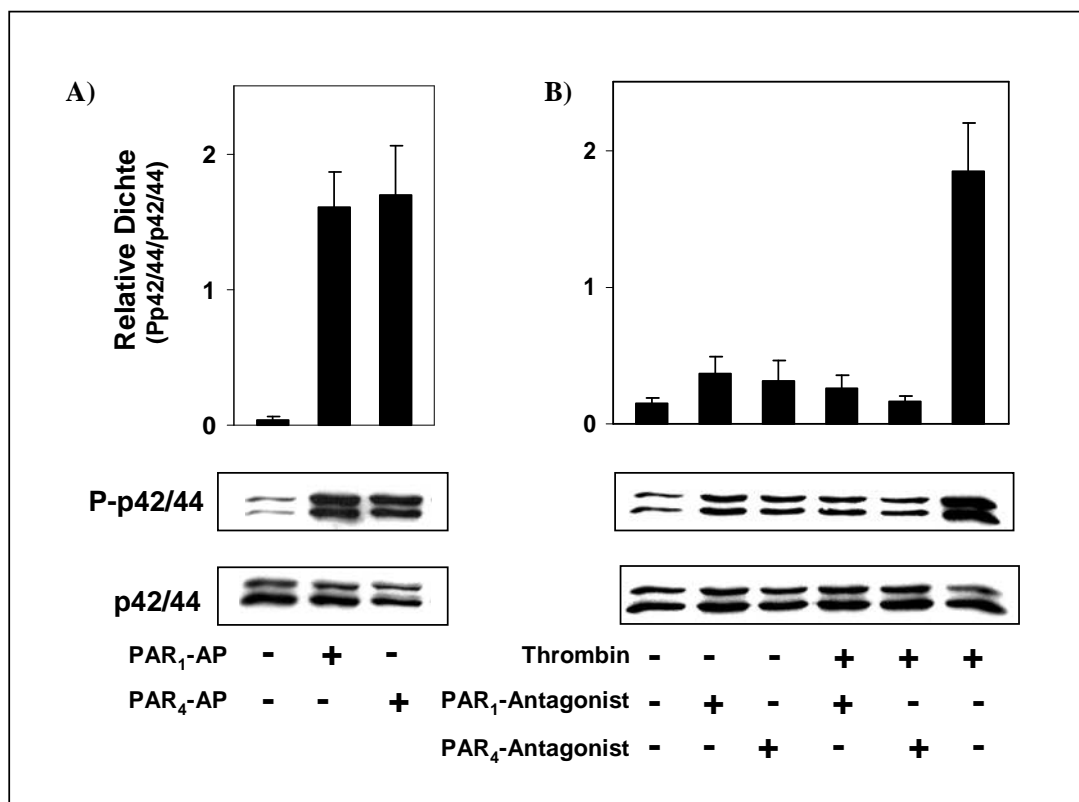 A)
B)
Relative Dichte
(Pp42/44/p42/44)
2
1
0
2
1
0
P-p42/44
p42/44
PAR₁-AP - + -
PAR₄-AP - - +
Thrombin - - - + + +
PAR₁-Antagonist - + - + - -
PAR₄-Antagonist - - + - + -